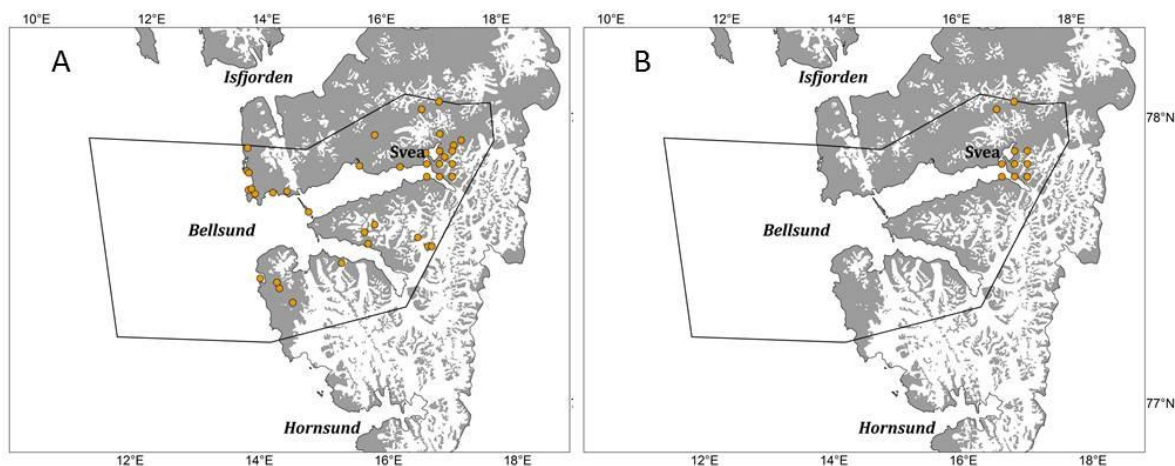 10°E 12°E 14°E 16°E 18°E 10°E 12°E 14°E 16°E 18°E
A Isfjorden B Isfjorden
78°N
Svea Svea
Bellsund Bellsund
77°N
Hornsund Hornsund
12°E 14°E 16°E 18°E 12°E 14°E 16°E 18°E